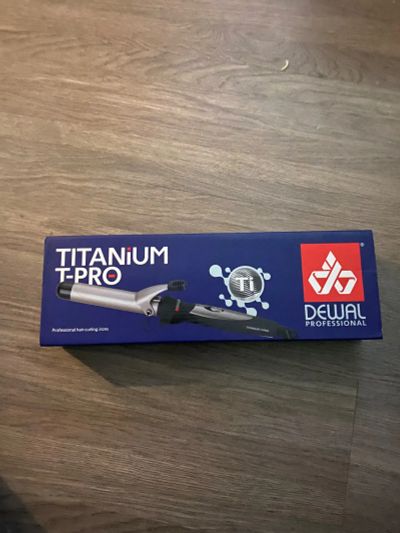 TITANiUM
T-PRO
Ti
Professional hair-curling irons
®
DEWAL
PROFESSIONAL